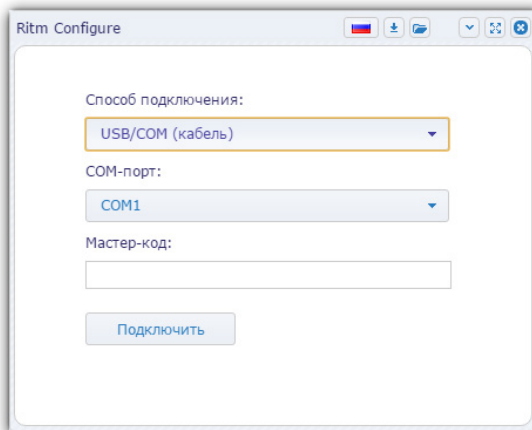 Ritm Configure
Способ подключения:
USB/COM (кабель)
COM-порт:
COM1
Мастер-код:
Подключить